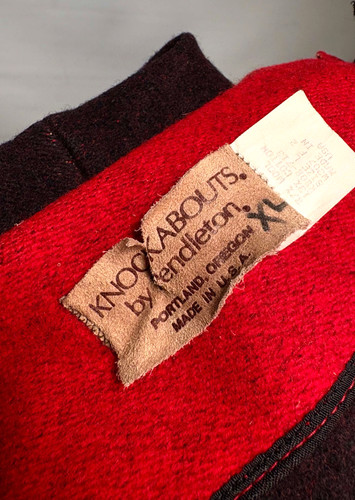 KNOCKABOUTS.
by Pendleton.
PORTLAND, OREGON
MADE IN U.S.A.
XL